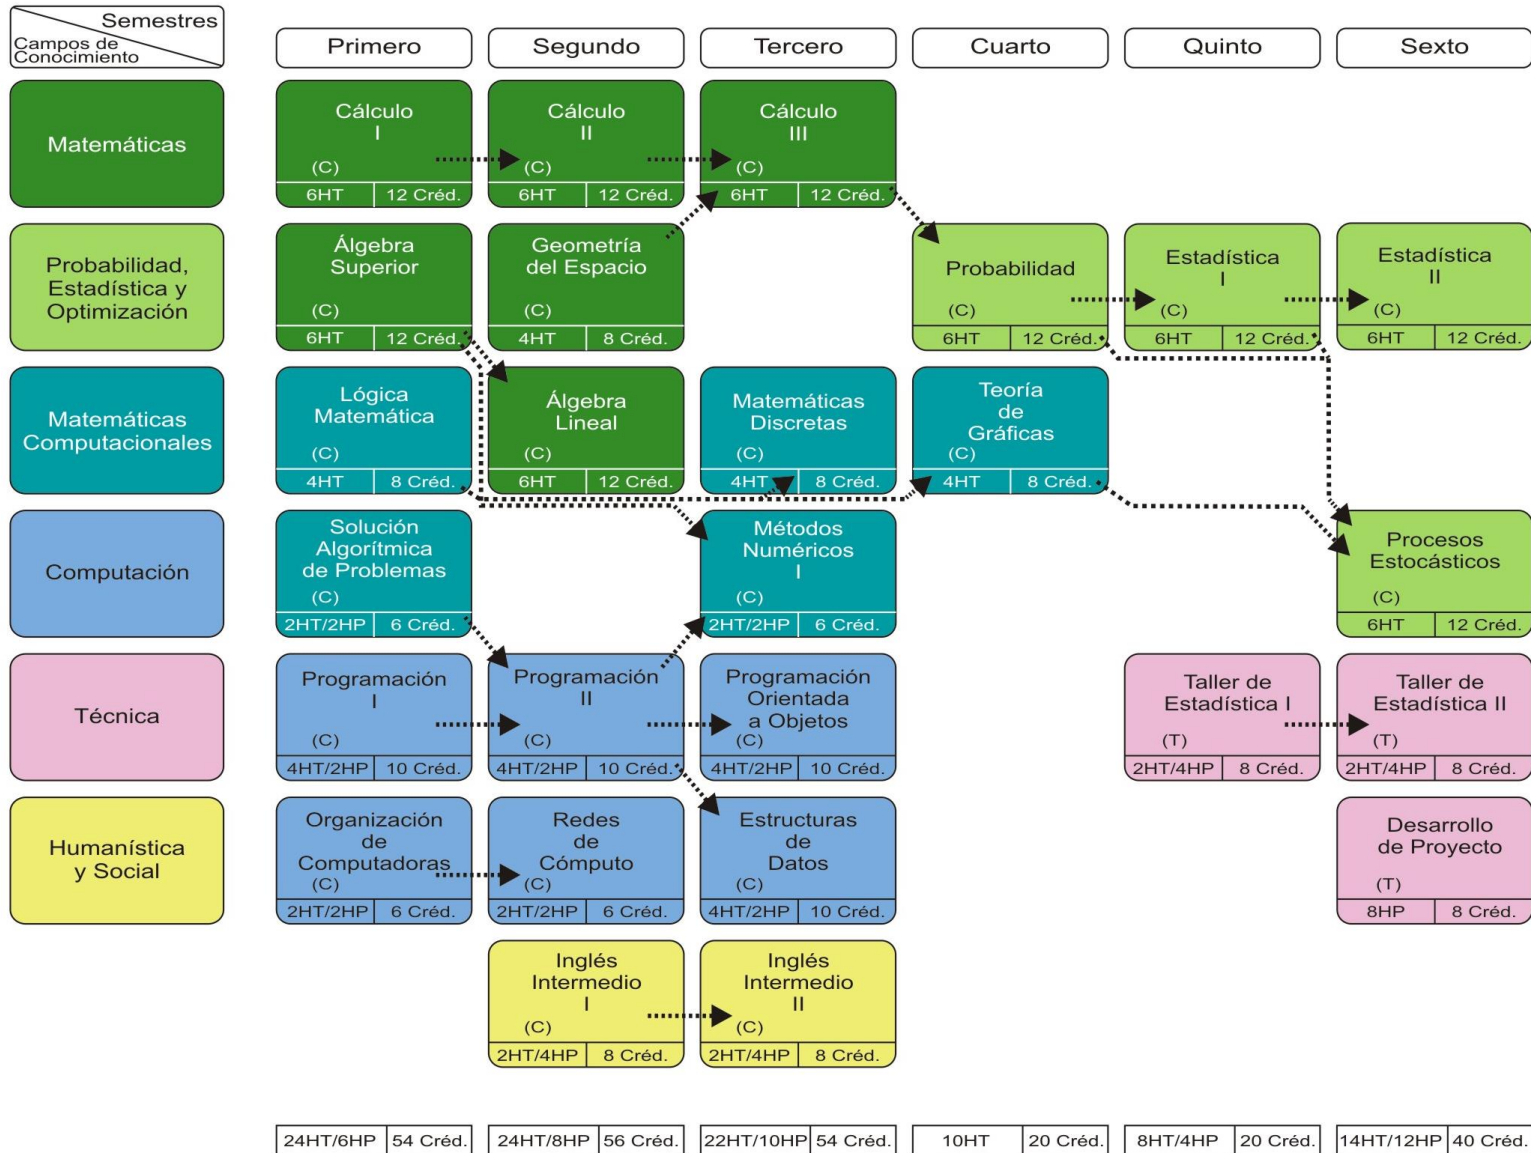 Semestres
Campos de
Conocimiento
Primero
Segundo
Tercero
Cuarto
Quinto
Sexto
Matemáticas
Cálculo
I
(C)
6HT 12 Créd.
Cálculo
II
(C)
6HT 12 Créd.
Cálculo
III
(C)
6HT 12 Créd.
Probabilidad,
Estadística y
Optimización
Álgebra
Superior
(C)
6HT 12 Créd.
Geometría
del Espacio
(C)
4HT 8 Créd.
Probabilidad
(C)
6HT 12 Créd.
Estadística
I
(C)
6HT 12 Créd.
Estadística
II
(C)
6HT 12 Créd.
Matemáticas
Computacionales
Lógica
Matemática
(C)
4HT 8 Créd.
Álgebra
Lineal
(C)
6HT 12 Créd.
Matemáticas
Discretas
(C)
4HT 8 Créd.
Teoría
de
Gráficas
(C)
4HT 8 Créd.
Computación
Solución
Algorítmica
de Problemas
(C)
2HT/2HP 6 Créd.
Métodos
Numéricos
I
(C)
2HT/2HP 6 Créd.
Procesos
Estocásticos
(C)
6HT 12 Créd.
Técnica
Programación
I
(C)
4HT/2HP 10 Créd.
Programación
II
(C)
4HT/2HP 10 Créd.
Programación
Orientada
a Objetos
(C)
4HT/2HP 10 Créd.
Taller de
Estadística I
(T)
2HT/4HP 8 Créd.
Taller de
Estadística II
(T)
2HT/4HP 8 Créd.
Humanística
y Social
Organización
de
Computadoras
(C)
2HT/2HP 6 Créd.
Redes
de
Cómputo
(C)
2HT/2HP 6 Créd.
Estructuras
de
Datos
(C)
4HT/2HP 10 Créd.
Desarrollo
de Proyecto
(T)
8HP 8 Créd.
Inglés
Intermedio
I
(C)
2HT/4HP 8 Créd.
Inglés
Intermedio
II
(C)
2HT/4HP 8 Créd.
24HT/6HP 54 Créd.
24HT/8HP 56 Créd.
22HT/10HP 54 Créd.
10HT 20 Créd.
8HT/4HP 20 Créd.
14HT/12HP 40 Créd.